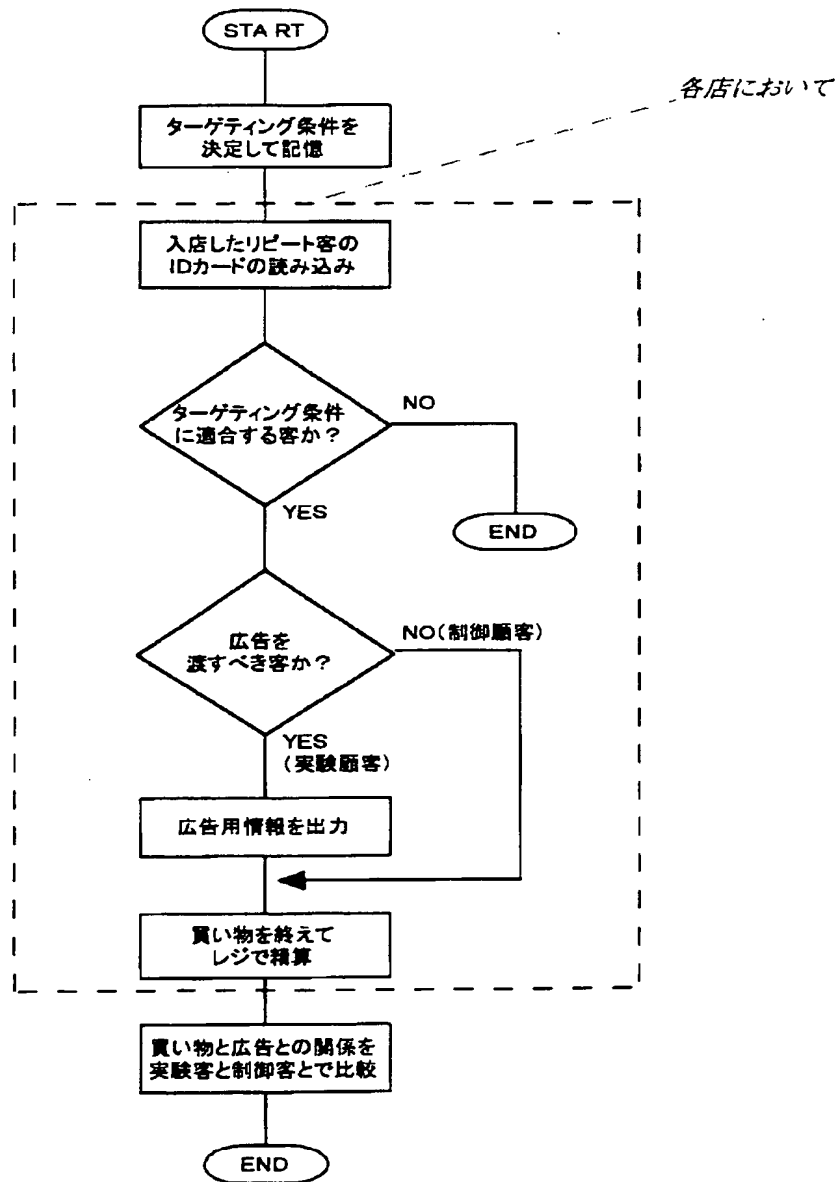 START
各店において
ターゲティング条件を
決定して記憶
入店したリピート客の
IDカードの読み込み
ターゲティング条件
に適合する客か？
NO
YES
END
広告を
渡すべき客か？
NO（制御顧客）
YES
（実験顧客）
広告用情報を出力
買い物を終えて
レジで精算
買い物と広告との関係を
実験客と制御客とで比較
END